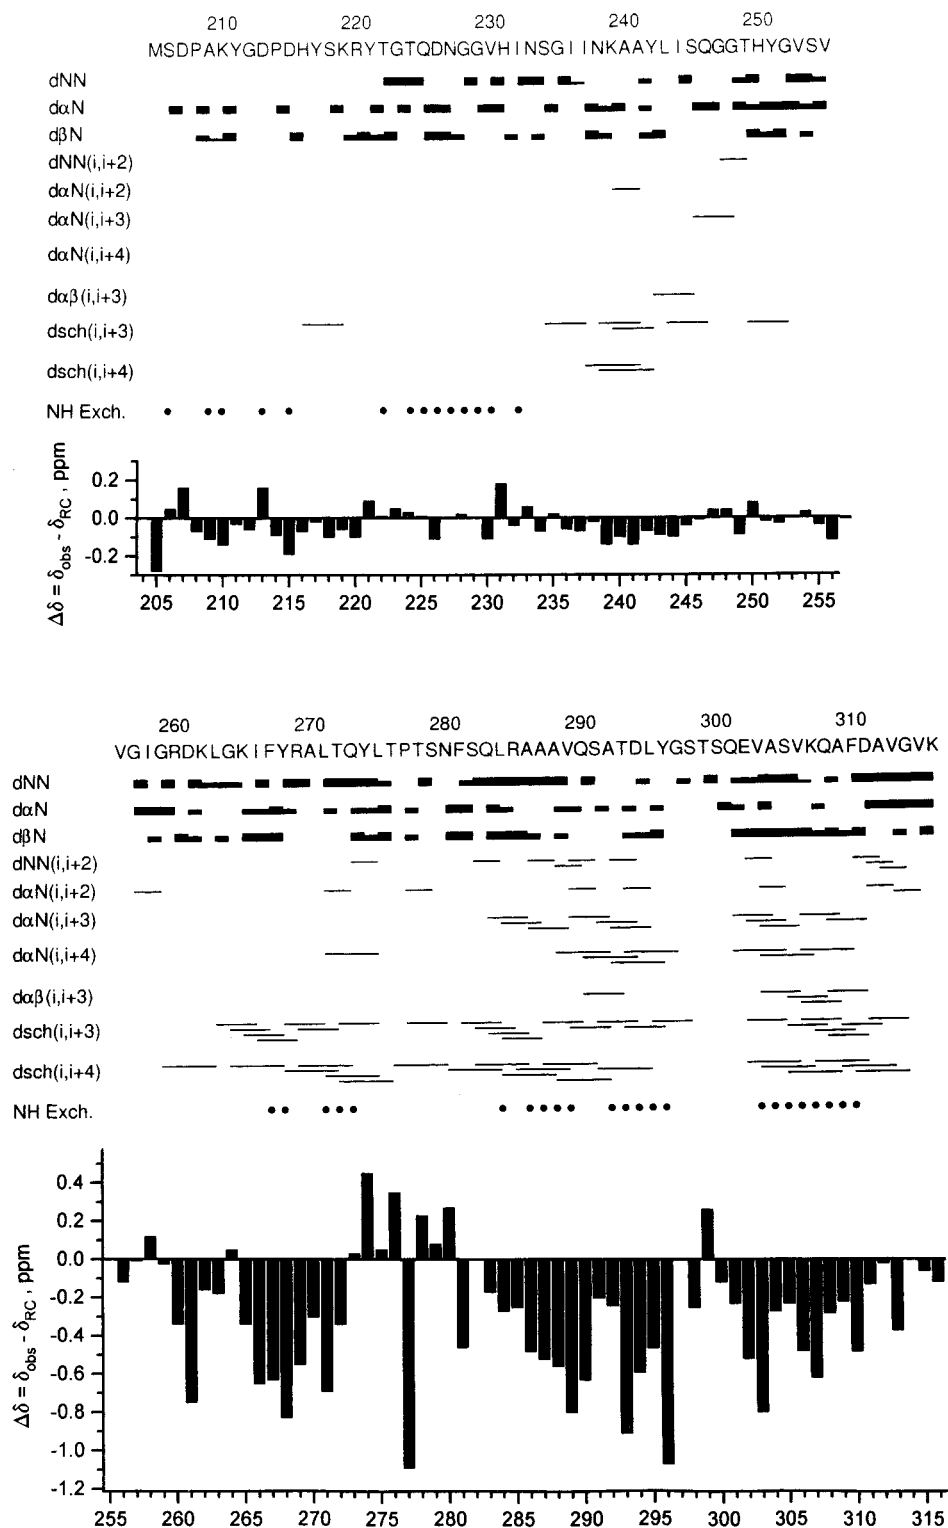 210 220 230 240 250
MSDPAKYGDPDHYSKRYTGTQDNGGVHINSGIINKAAYLISQGGTHYGVSV
dNN
dαN
dβN
dNN(i,i+2)
dαN(i,i+2)
dαN(i,i+3)
dαN(i,i+4)
dαβ(i,i+3)
dsch(i,i+3)
dsch(i,i+4)
NH Exch.
Δδ = δobs - δRC , ppm
0.2
0.0
-0.2
205 210 215 220 225 230 235 240 245 250 255
260 270 280 290 300 310
VGIGRDKLGKIFYRALTQYLTPTSNFSQLRAAAVQSATDLYGSTSQEVASVKQAFDAVGVK
dNN
dαN
dβN
dNN(i,i+2)
dαN(i,i+2)
dαN(i,i+3)
dαN(i,i+4)
dαβ(i,i+3)
dsch(i,i+3)
dsch(i,i+4)
NH Exch.
Δδ = δobs - δRC , ppm
0.4
0.2
0.0
-0.2
-0.4
-0.6
-0.8
-1.0
-1.2
255 260 265 270 275 280 285 290 295 300 305 310 315